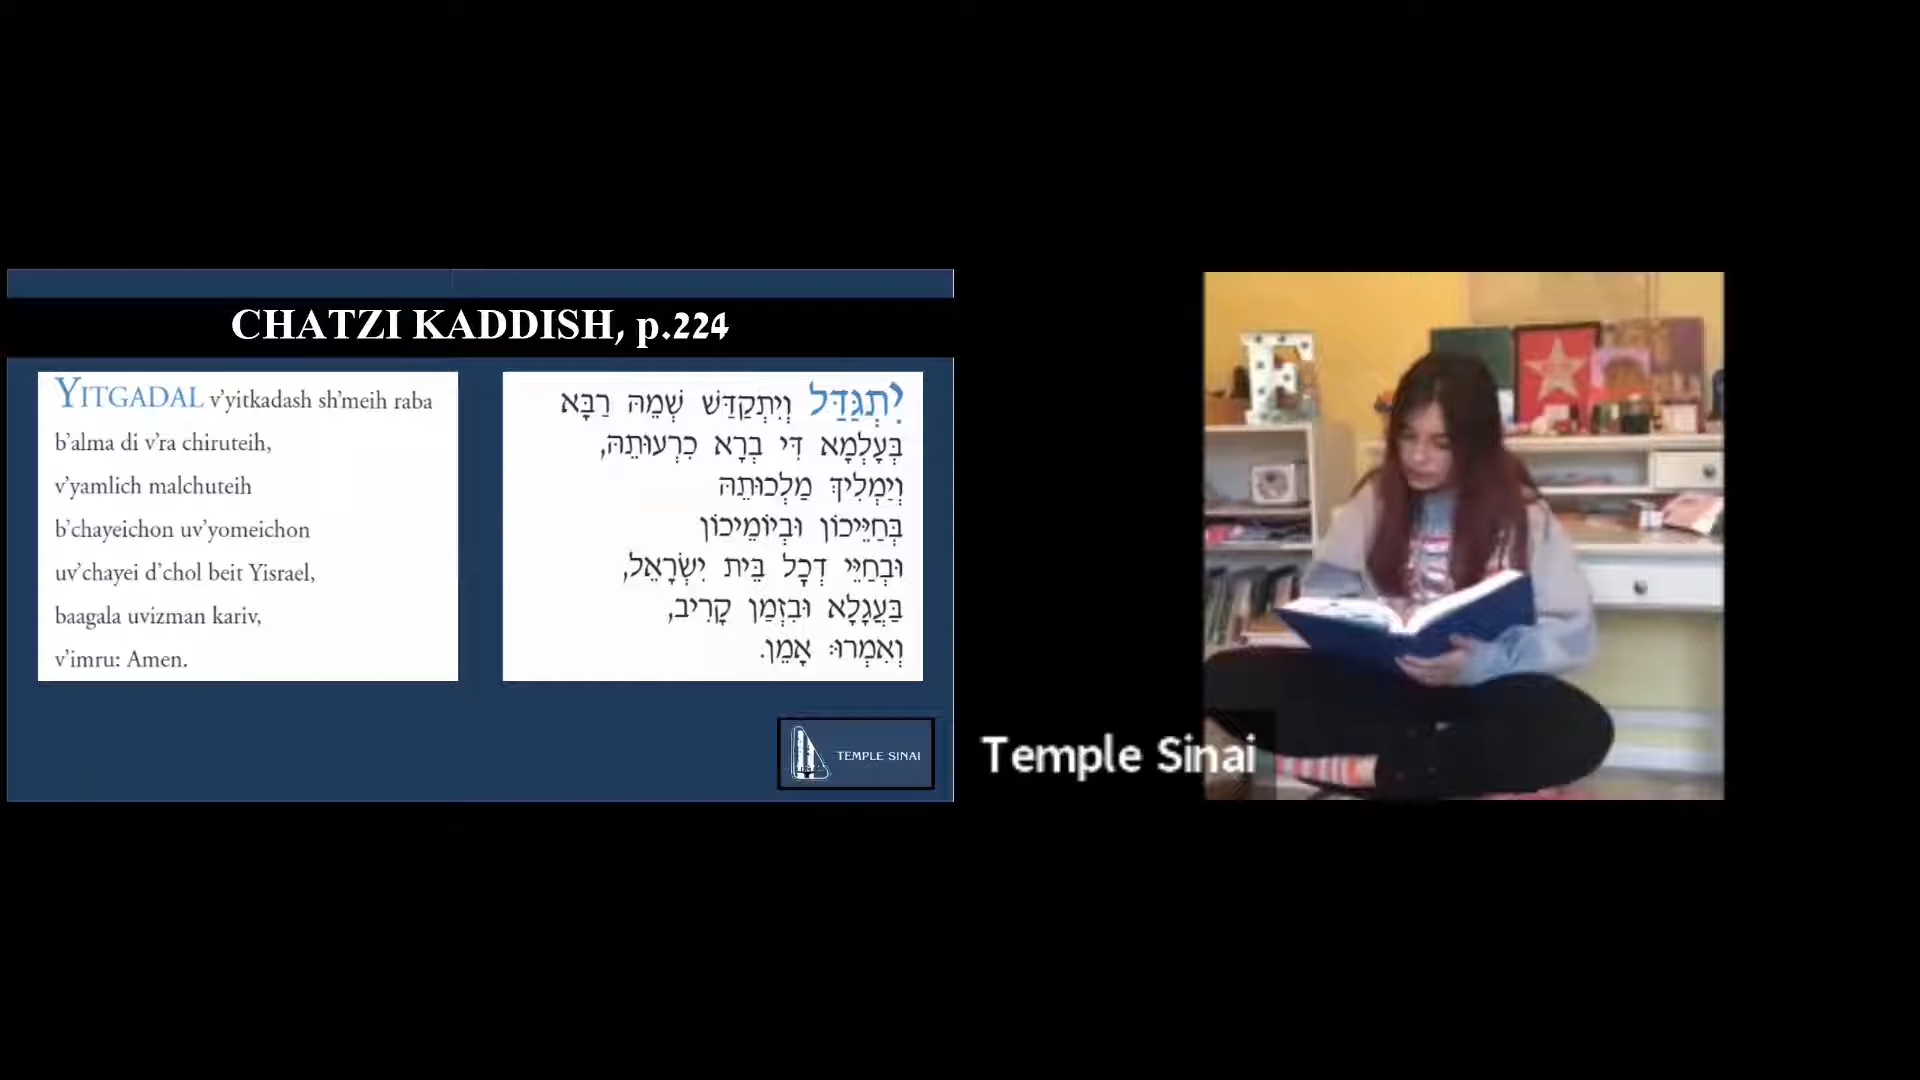 CHATZI KADDISH, p.224
YITGADAL v'yitkadash sh'meih raba
b'alma di v'ra chiruteih,
v'yamlich malchuteih
b'chayeichon uv'yomeichon
uv'chayei d'chol beit Yisrael,
baagala uvizman kariv,
v'imru: Amen.
יִתְגַּדַּל וְיִתְקַדַּשׁ שְׁמֵהּ רַבָּא
בְּעָלְמָא דִּי בְרָא כִרְעוּתֵהּ,
וְיַמְלִיךְ מַלְכוּתֵהּ
בְּחַיֵּיכוֹן וּבְיוֹמֵיכוֹן
וּבְחַיֵּי דְכָל בֵּית יִשְׂרָאֵל,
בַּעֲגָלָא וּבִזְמַן קָרִיב,
וְאִמְרוּ: אָמֵן.
TEMPLE SINAI
Temple Sinai
E